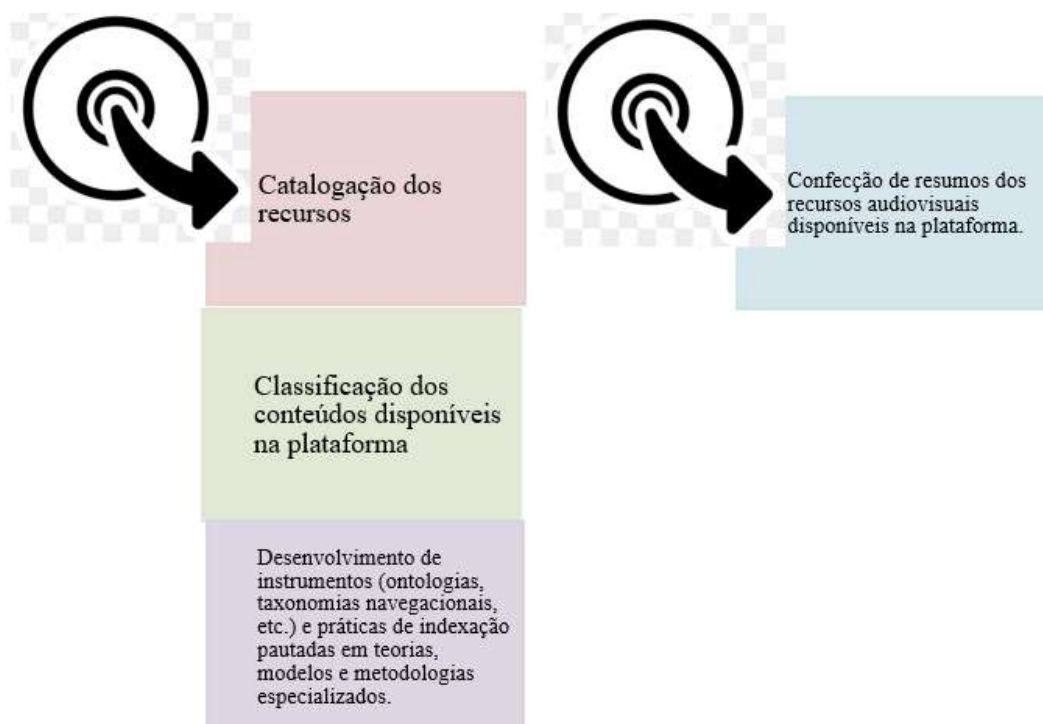 Catalogação dos
recursos
Classificação dos
conteúdos disponíveis
na plataforma
Desenvolvimento de
instrumentos (ontologias,
taxonomias navegacionais,
etc.) e práticas de indexação
pautadas em teorias,
modelos e metodologias
especializados.
Confecção de resumos dos
recursos audiovisuais
disponíveis na plataforma.